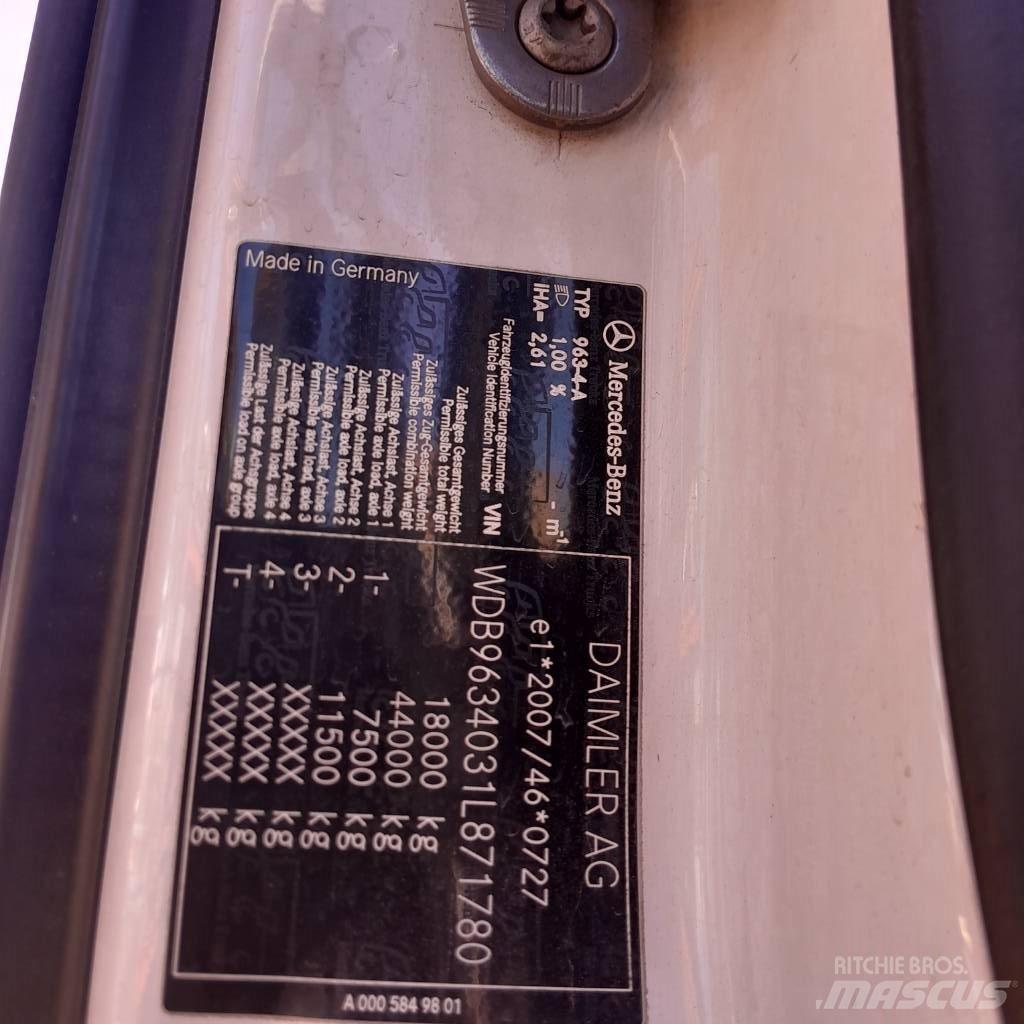 Mercedes-Benz
DAIMLER AG
TYP 963-4-A
e1*2007/46*0727
1,00 % - m-1
IHA= 2,61
Fahrzeugidentifizierungsnummer
Vehicle Identification Number VIN
WDB9634031L871780
Zulässiges Gesamtgewicht
Permissible total weight
18000 kg
Zulässiges Zug-Gesamtgewicht
Permissible combination weight
44000 kg
Zulässige Achslast, Achse 1
Permissible axle load, axle 1
1- 7500 kg
Zulässige Achslast, Achse 2
Permissible axle load, axle 2
2- 11500 kg
Zulässige Achslast, Achse 3
Permissible axle load, axle 3
3- XXXXX kg
Zulässige Achslast, Achse 4
Permissible axle load, axle 4
4- XXXXX kg
Zulässige Last der Achsgruppe
Permissible load on axle group
T- XXXXX kg
Made in Germany
A 000 584 98 01
RITCHIE BROS.
MASCUS